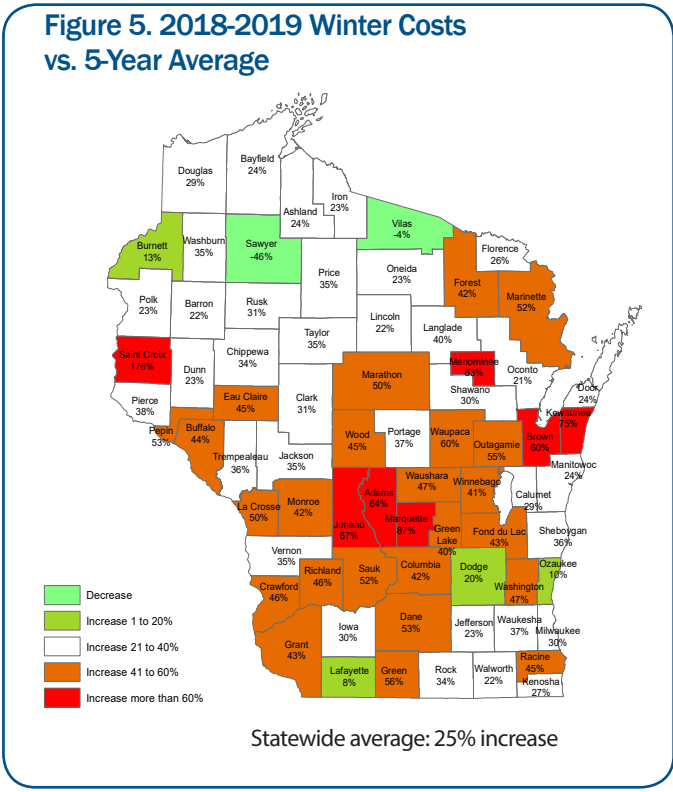 Figure 5. 2018-2019 Winter Costs
vs. 5-Year Average
Douglas
29%
Bayfield
24%
Ashland
24%
Iron
23%
Vilas
-4%
Burnett
13%
Washburn
35%
Sawyer
-46%
Price
35%
Oneida
23%
Florence
26%
Forest
42%
Marinette
52%
Polk
23%
Barron
22%
Rusk
31%
Lincoln
22%
Langlade
40%
Taylor
35%
Saint Croix
176%
Dunn
23%
Chippewa
34%
Menominee
83%
Oconto
21%
Marathon
50%
Shawano
30%
Door
24%
Pierce
38%
Eau Claire
45%
Clark
31%
Pepin
53%
Buffalo
44%
Trempealeau
36%
Jackson
35%
Wood
45%
Portage
37%
Waupaca
60%
Outagamie
55%
Brown
60%
Kewaunee
75%
Manitowoc
24%
La Crosse
50%
Monroe
42%
Juneau
67%
Adams
64%
Waushara
47%
Winnebago
41%
Calumet
29%
Marquette
87%
Green
Lake
40%
Fond du Lac
43%
Sheboygan
36%
Vernon
35%
Crawford
46%
Richland
46%
Sauk
52%
Columbia
42%
Dodge
20%
Washington
47%
Ozaukee
10%
Grant
43%
Iowa
30%
Dane
53%
Jefferson
23%
Waukesha
37%
Milwaukee
30%
Lafayette
8%
Green
56%
Rock
34%
Walworth
22%
Racine
45%
Kenosha
27%
Decrease
Increase 1 to 20%
Increase 21 to 40%
Increase 41 to 60%
Increase more than 60%
Statewide average: 25% increase